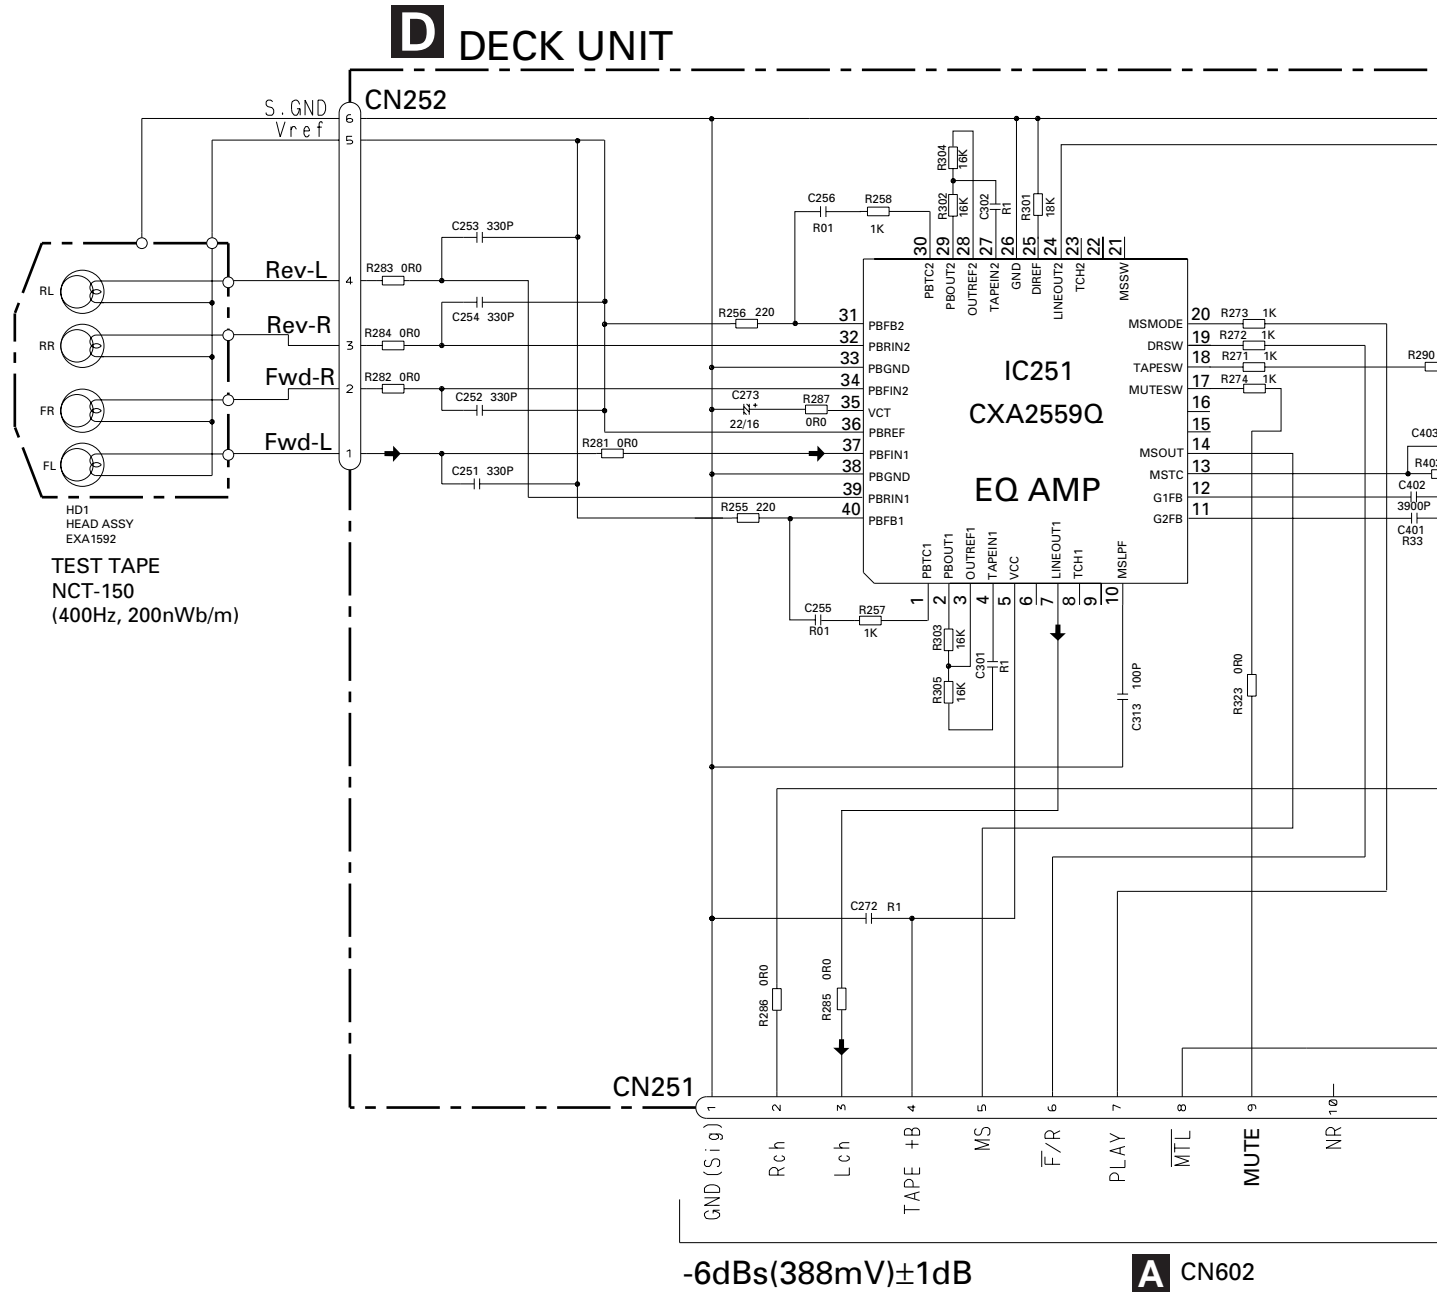 D DECK UNIT
CN252
S.GND
Vref
6
5
4
3
2
1
Rev-L
Rev-R
Fwd-R
Fwd-L
RL
RR
FR
FL
HD1
HEAD ASSY
EXA1592
TEST TAPE
NCT-150
(400Hz, 200nWb/m)
C253 330P
R283 0R0
C254 330P
R284 0R0
R282 0R0
C252 330P
R281 0R0
C251 330P
C256
R01
R258
1K
R304
16K
R302
16K
C302
R1
R301
18K
30
29
28
27
26
25
24
23
22
21
PBTC2
PBOUT2
OUTREF2
TAPEIN2
GND
DIREF
LINEOUT2
TCH2
MSSW
R256 220
C273
+
22/16
R287
0R0
R255 220
31 PBFB2
32 PBRIN2
33 PBGND
34 PBFIN2
35 VCT
36 PBREF
37 PBFIN1
38 PBGND
39 PBRIN1
40 PBFB1
IC251
CXA2559Q
EQ AMP
MSMODE 20
DRSW 19
TAPESW 18
MUTESW 17
16
15
MSOUT 14
MSTC 13
G1FB 12
G2FB 11
R273 1K
R272 1K
R271 1K
R274 1K
R290
C403
R403
C402
3900P
C401
R33
PBTC1
PBOUT1
OUTREF1
TAPEIN1
VCC
LINEOUT1
TCH1
MSLPF
1
2
3
4
5
6
7
8
9
10
C255
R01
R257
1K
R303
16K
R305
16K
C301
R1
C313 100P
R323 0R0
C272 R1
R286 0R0
R285 0R0
CN251
1
2
3
4
5
6
7
8
9
10
GND(Sig)
Rch
Lch
TAPE +B
MS
F̅/R
PLAY
M̅T̅L̅
MUTE
NR
-6dBs(388mV)±1dB
A CN602